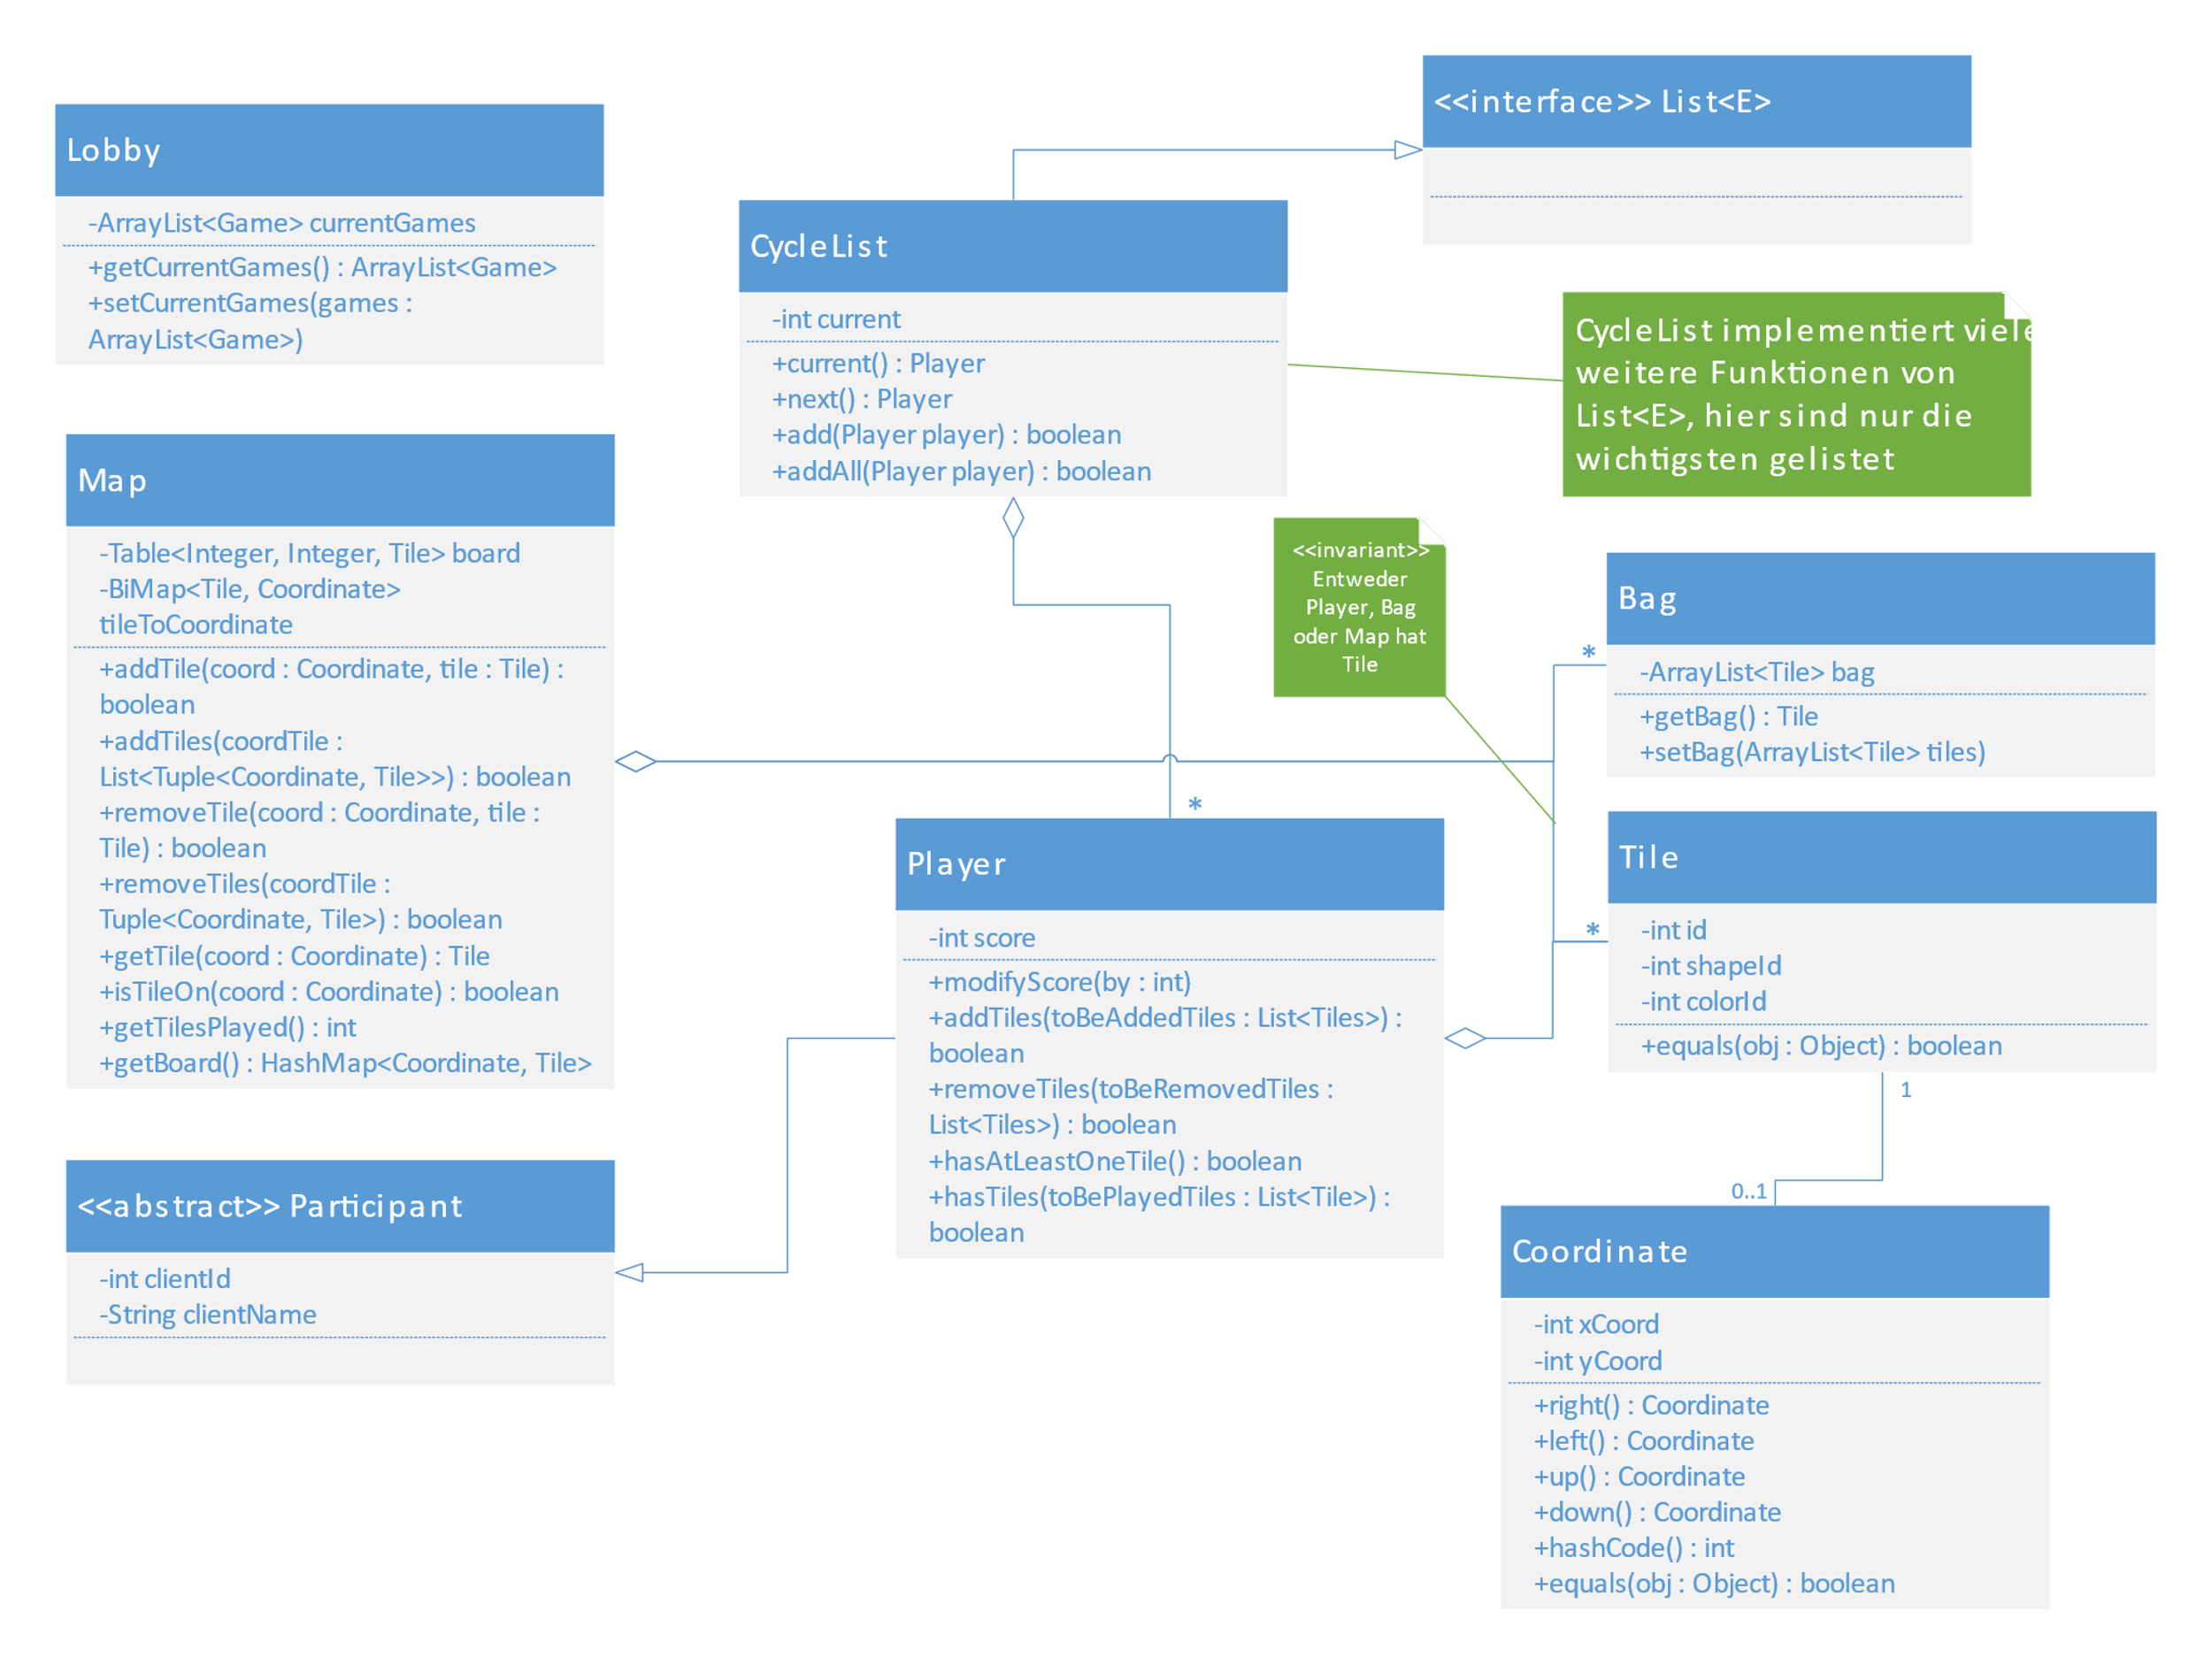 Lobby
-ArrayList<Game> currentGames
+getCurrentGames() : ArrayList<Game>
+setCurrentGames(games :
ArrayList<Game>)
Map
-Table<Integer, Integer, Tile> board
-BiMap<Tile, Coordinate>
tileToCoordinate
+addTile(coord : Coordinate, tile : Tile) :
boolean
+addTiles(coordTile :
List<Tuple<Coordinate, Tile>>) : boolean
+removeTile(coord : Coordinate, tile :
Tile) : boolean
+removeTiles(coordTile :
Tuple<Coordinate, Tile>) : boolean
+getTile(coord : Coordinate) : Tile
+isTileOn(coord : Coordinate) : boolean
+getTilesPlayed() : int
+getBoard() : HashMap<Coordinate, Tile>
<<abstract>> Participant
-int clientId
-String clientName
CycleList
-int current
+current() : Player
+next() : Player
+add(Player player) : boolean
+addAll(Player player) : boolean
<<interface>> List<E>
CycleList implementiert viele
weitere Funktionen von
List<E>, hier sind nur die
wichtigsten gelistet
<<invariant>>
Entweder
Player, Bag
oder Map hat
Tile
*
Player
-int score
+modifyScore(by : int)
+addTiles(toBeAddedTiles : List<Tiles>) :
boolean
+removeTiles(toBeRemovedTiles :
List<Tiles>) : boolean
+hasAtLeastOneTile() : boolean
+hasTiles(toBePlayedTiles : List<Tile>) :
boolean
*
Bag
-ArrayList<Tile> bag
+getBag() : Tile
+setBag(ArrayList<Tile> tiles)
*
Tile
-int id
-int shapeId
-int colorId
+equals(obj : Object) : boolean
1
0..1
Coordinate
-int xCoord
-int yCoord
+right() : Coordinate
+left() : Coordinate
+up() : Coordinate
+down() : Coordinate
+hashCode() : int
+equals(obj : Object) : boolean